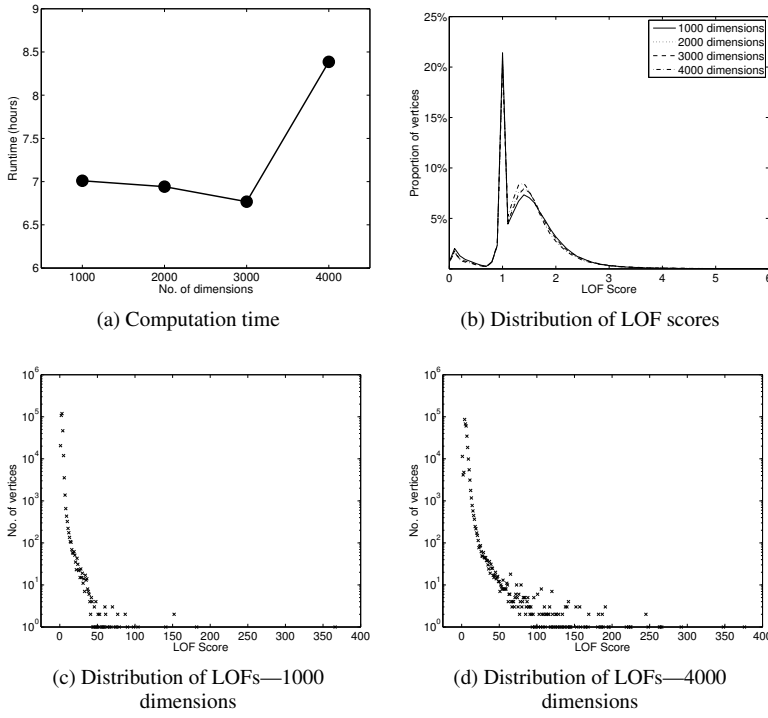 9
8.5
8
7.5
7
6.5
6
Runtime (hours)
1000 2000 3000 4000
No. of dimensions
(a) Computation time
25%
20%
15%
10%
5%
Proportion of vertices
1000 dimensions
2000 dimensions
3000 dimensions
4000 dimensions
0 1 2 3 4 5 6
LOF Score
(b) Distribution of LOF scores
10^6
10^5
10^4
10^3
10^2
10^1
10^0
No. of vertices
0 50 100 150 200 250 300 350 400
LOF Score
(c) Distribution of LOFs—1000
dimensions
10^6
10^5
10^4
10^3
10^2
10^1
10^0
No. of vertices
0 50 100 150 200 250 300 350 400
LOF Score
(d) Distribution of LOFs—4000
dimensions